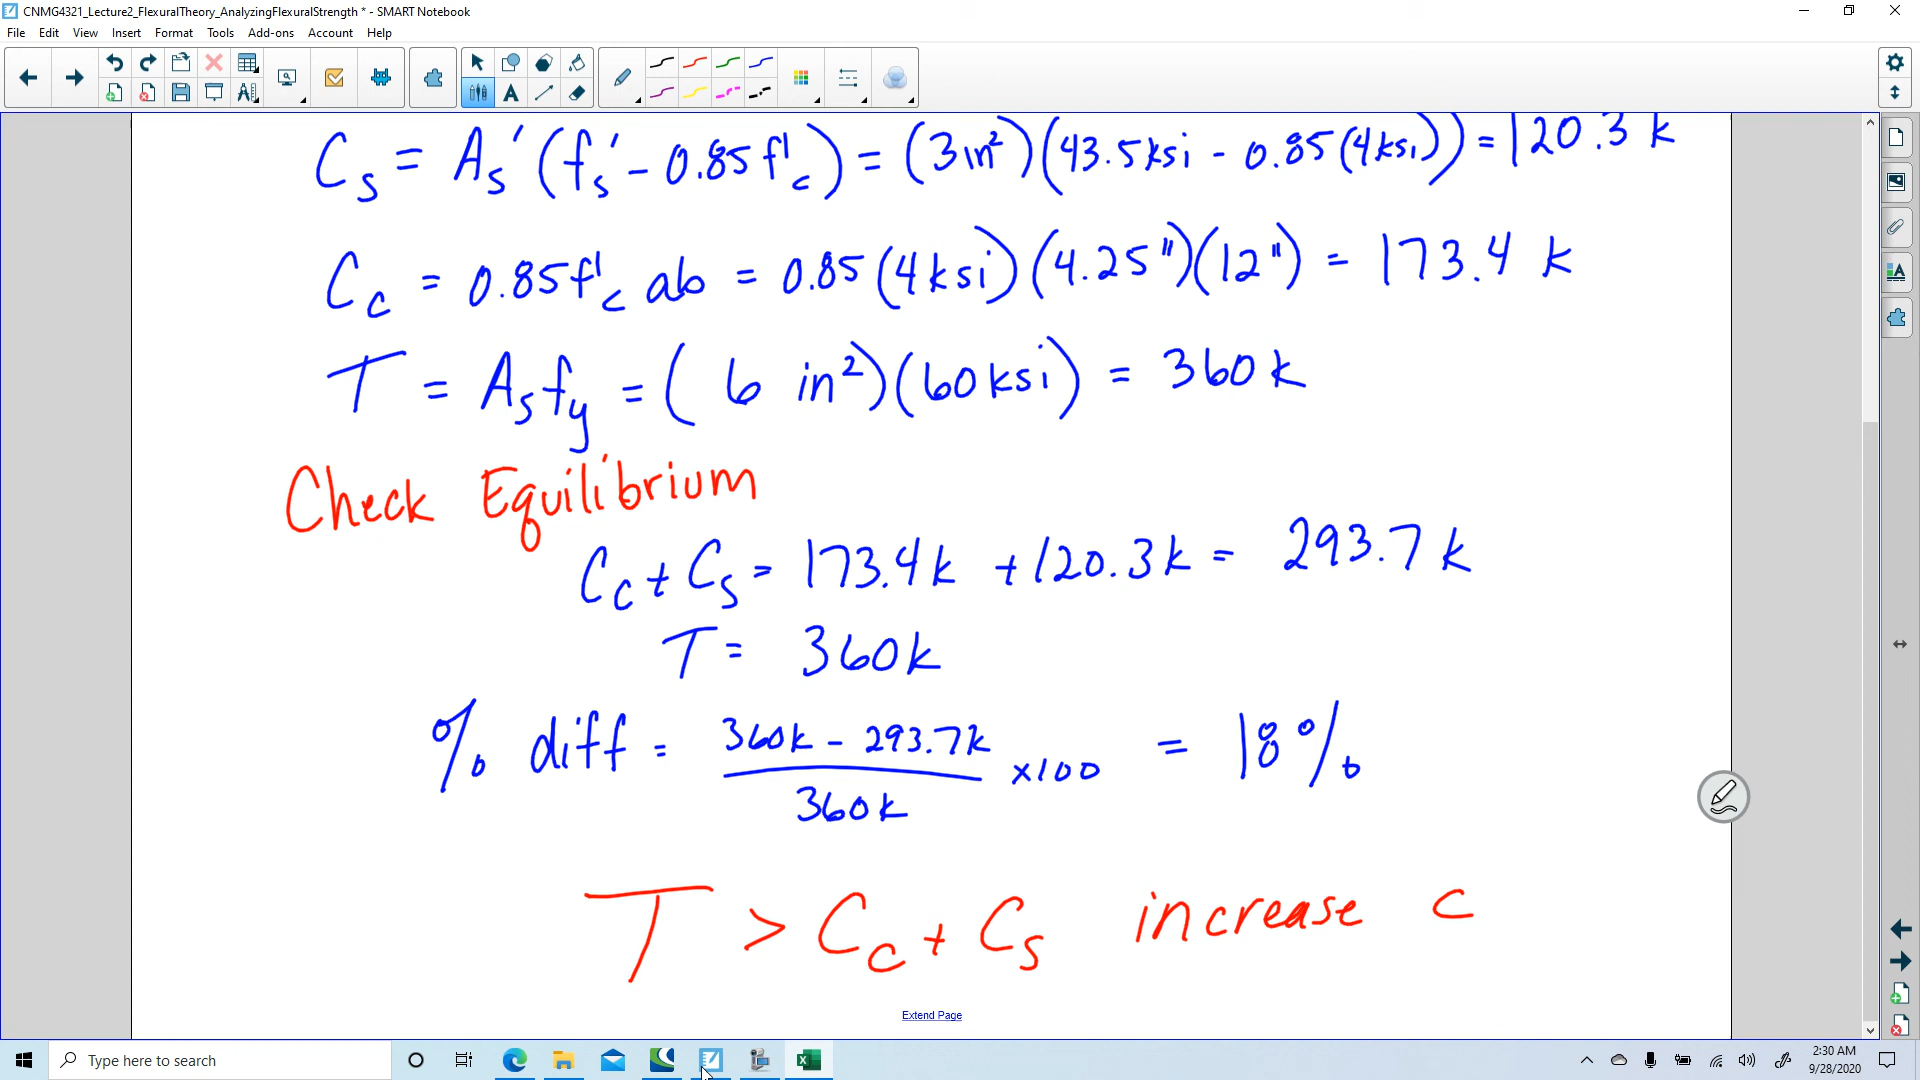 CNMG4321_Lecture2_FlexuralTheory_AnalyzingFlexuralStrength * - SMART Notebook
File Edit View Insert Format Tools Add-ons Account Help
Cs = As' (fs' - 0.85f'c) = (3in²)(43.5ksi - 0.85(4ksi)) = 120.3 k
Cc = 0.85f'c ab = 0.85(4ksi)(4.25")(12") = 173.4 k
T = As fy = (6 in²)(60ksi) = 360k
Check Equilibrium
Cc + Cs = 173.4k + 120.3k = 293.7k
T = 360k
% diff = (360k - 293.7k)/360k x100 = 18%
T > Cc + Cs increase c
Extend Page
Type here to search
2:30 AM
9/28/2020